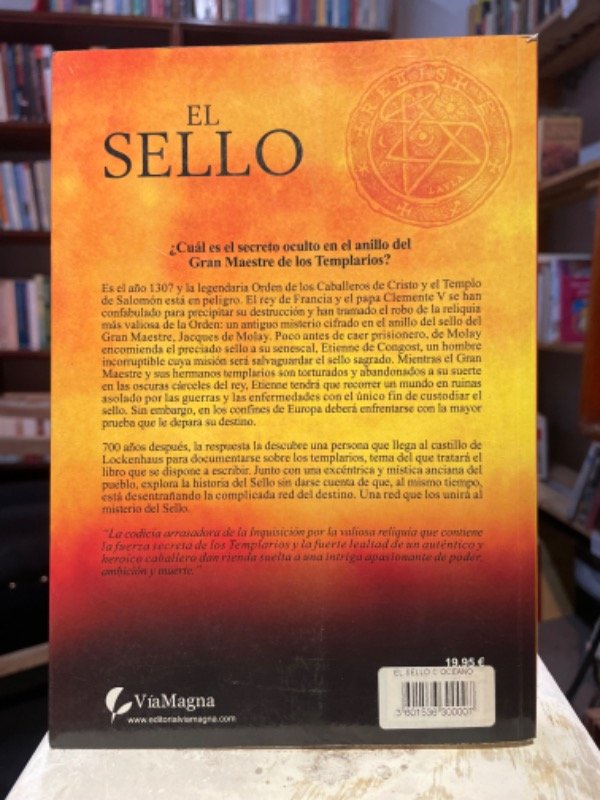 EL
SELLO
¿Cuál es el secreto oculto en el anillo del
Gran Maestre de los Templarios?
Es el año 1307 y la legendaria Orden de los Caballeros de Cristo y el Templo
de Salomón está en peligro. El rey de Francia y el papa Clemente V se han
confabulado para precipitar su destrucción y han tramado el robo de la reliquia
más valiosa de la Orden: un antiguo misterio cifrado en el anillo del sello del
Gran Maestre, Jacques de Molay. Poco antes de caer prisionero, de Molay
encomienda el preciado sello a su senescal, Etienne de Congost, un hombre
incorruptible cuya misión será salvaguardar el sello sagrado. Mientras el Gran
Maestre y sus hermanos templarios son torturados y abandonados a su suerte
en las oscuras cárceles del rey, Etienne tendrá que recorrer un mundo en ruinas
asolado por las guerras y las enfermedades con el único fin de custodiar el
sello. Sin embargo, en los confines de Europa deberá enfrentarse con la mayor
prueba que le depara su destino.
700 años después, la respuesta la descubre una persona que llega al castillo de
Lockenhaus para documentarse sobre los templarios, tema del que tratará el
libro que se dispone a escribir. Junto con una excéntrica y mística anciana del
pueblo, explora la historia del Sello sin darse cuenta de que, al mismo tiempo,
está desentrañando la complicada red del destino. Una red que los unirá al
misterio del Sello.
"La codicia arrasadora de la Inquisición por la valiosa reliquia que contiene
la fuerza secreta de los Templarios y la fuerte lealtad de un auténtico y
heroico caballero dan rienda suelta a una intriga apasionante de poder,
ambición y muerte."
19,95 €
EL SELLO C OCEANO
3601536300001
VíaMagna
www.editorialviamagna.com